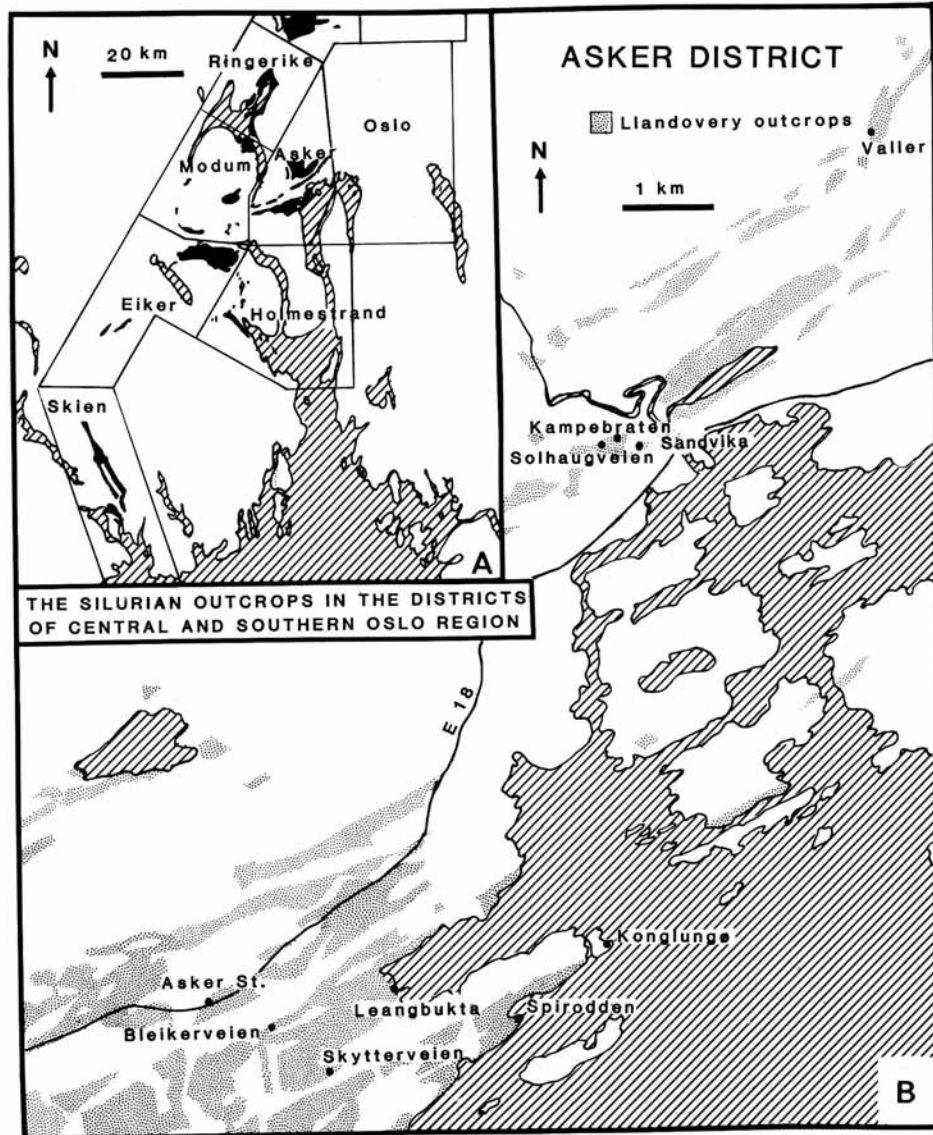 N
20 km
Ringerike
Oslo
Modum
Asker
Eiker
Holmestrand
Skien
A
THE SILURIAN OUTCROPS IN THE DISTRICTS
OF CENTRAL AND SOUTHERN OSLO REGION
ASKER DISTRICT
Llandovery outcrops
N
1 km
Valler
Kampebraten
Sandvika
Solhaugveien
E 18
Konglungø
Asker St.
Leangbukta
Spirodden
Bleikerveien
Skytterveien
B